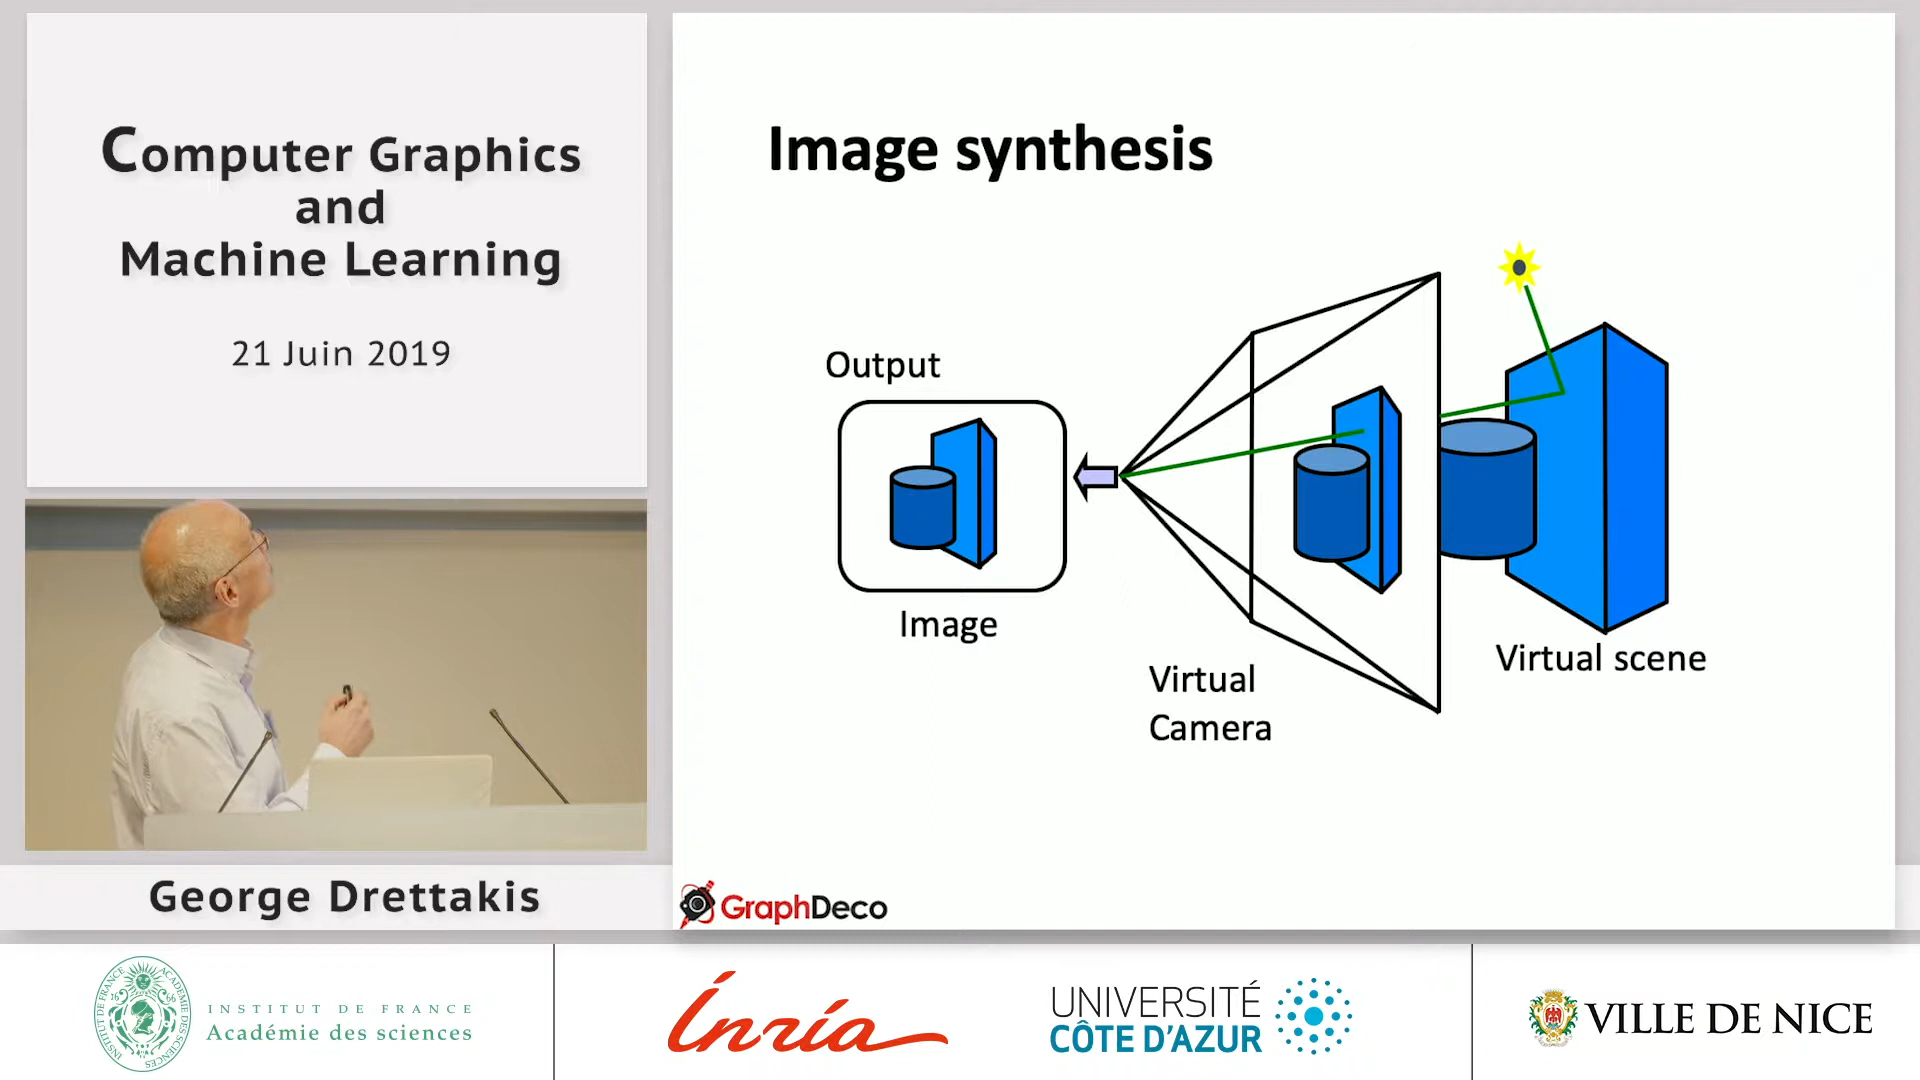 Computer Graphics
and
Machine Learning
21 Juin 2019
George Drettakis
Image synthesis
Output
Image
Virtual
Camera
Virtual scene
GraphDeco
INSTITUT DE FRANCE
Académie des sciences
Inria
UNIVERSITÉ
CÔTE D'AZUR
VILLE DE NICE